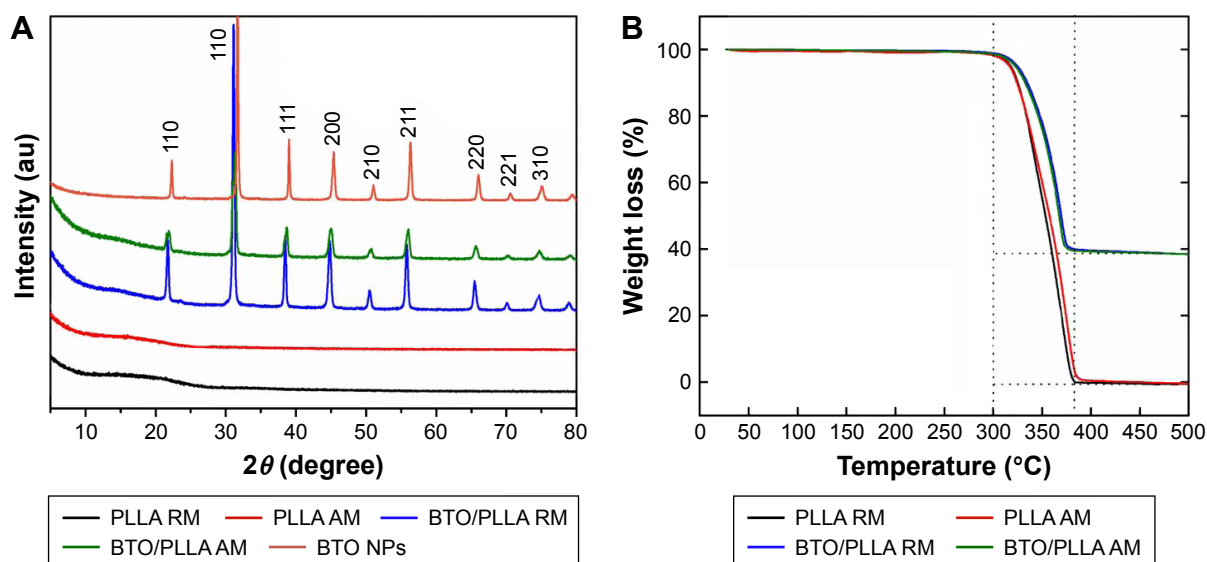 A
Intensity (au)
110
110
111
200
210
211
220
221
310
10 20 30 40 50 60 70 80
2θ (degree)
PLLA RM PLLA AM BTO/PLLA RM
BTO/PLLA AM BTO NPs
B
Weight loss (%)
100
80
60
40
20
0
0 50 100 150 200 250 300 350 400 450 500
Temperature (°C)
PLLA RM PLLA AM
BTO/PLLA RM BTO/PLLA AM